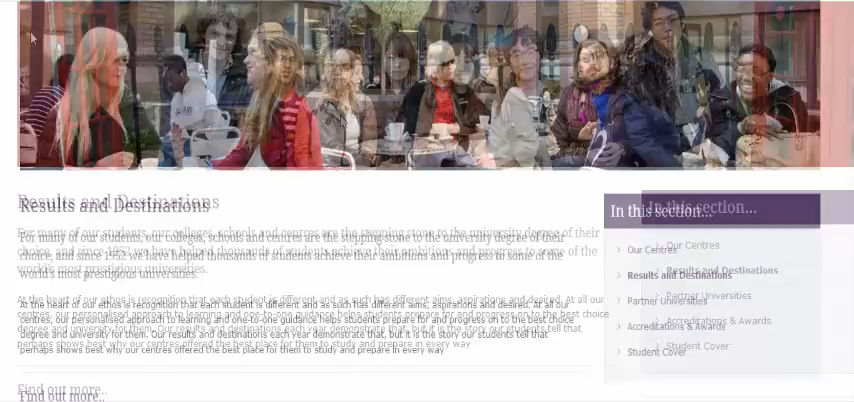 Results and Destinations
For many of our students, our colleges, schools and centres are the stepping stone to the university degree of their
choice, and since 1952 we have helped thousands of students achieve their ambitions and progress to some of the
world's most prestigious universities.
At the heart of our ethos is recognition that each student is different and as such has different aims, aspirations and desired. At all our
centres, our personalised approach to learning and one-to-one guidance helps students prepare for and progress on to the best choice
degree and university for them. Our results and destinations each year demonstrate that, but it is the story our students tell that
perhaps shows best why our centres offered the best place for them to study and prepare in every way
Find out more..
In this section...
Our Centres
Results and Destinations
Partner Universities
Accreditations & Awards
Student Cover